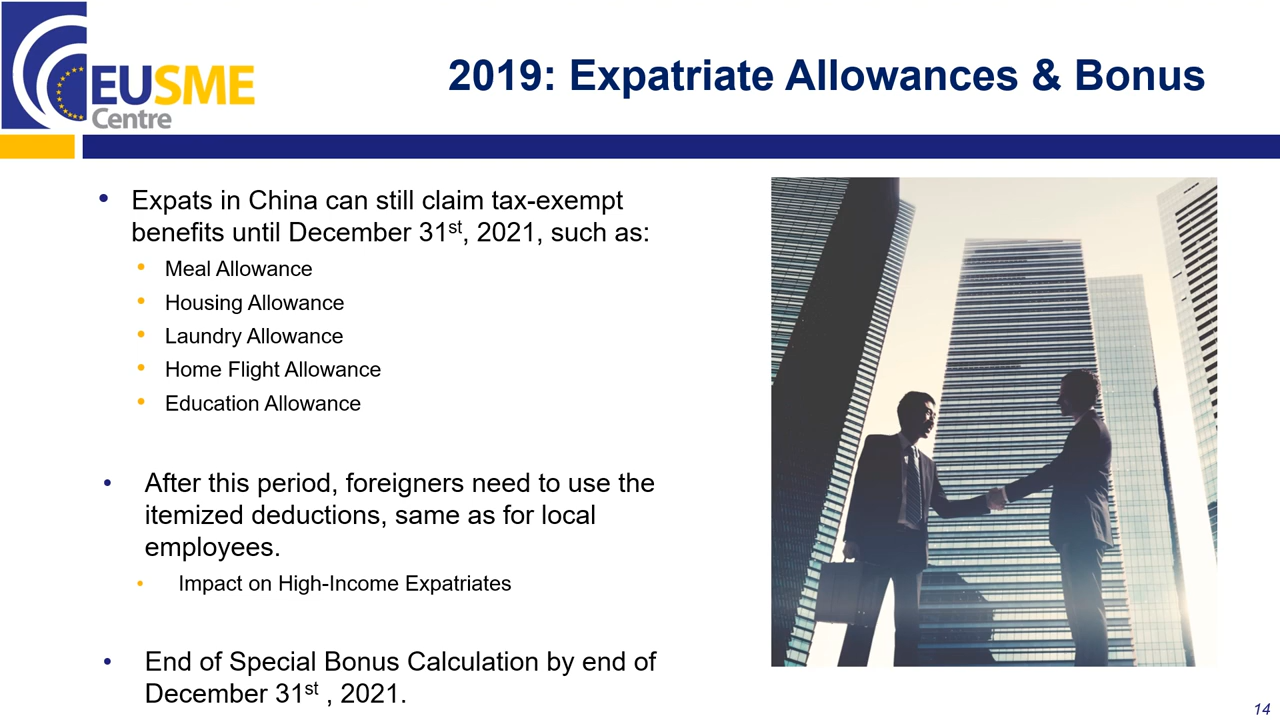 EUSME
Centre
2019: Expatriate Allowances & Bonus
• Expats in China can still claim tax-exempt
benefits until December 31st, 2021, such as:
• Meal Allowance
• Housing Allowance
• Laundry Allowance
• Home Flight Allowance
• Education Allowance
• After this period, foreigners need to use the
itemized deductions, same as for local
employees.
• Impact on High-Income Expatriates
• End of Special Bonus Calculation by end of
December 31st , 2021.
14